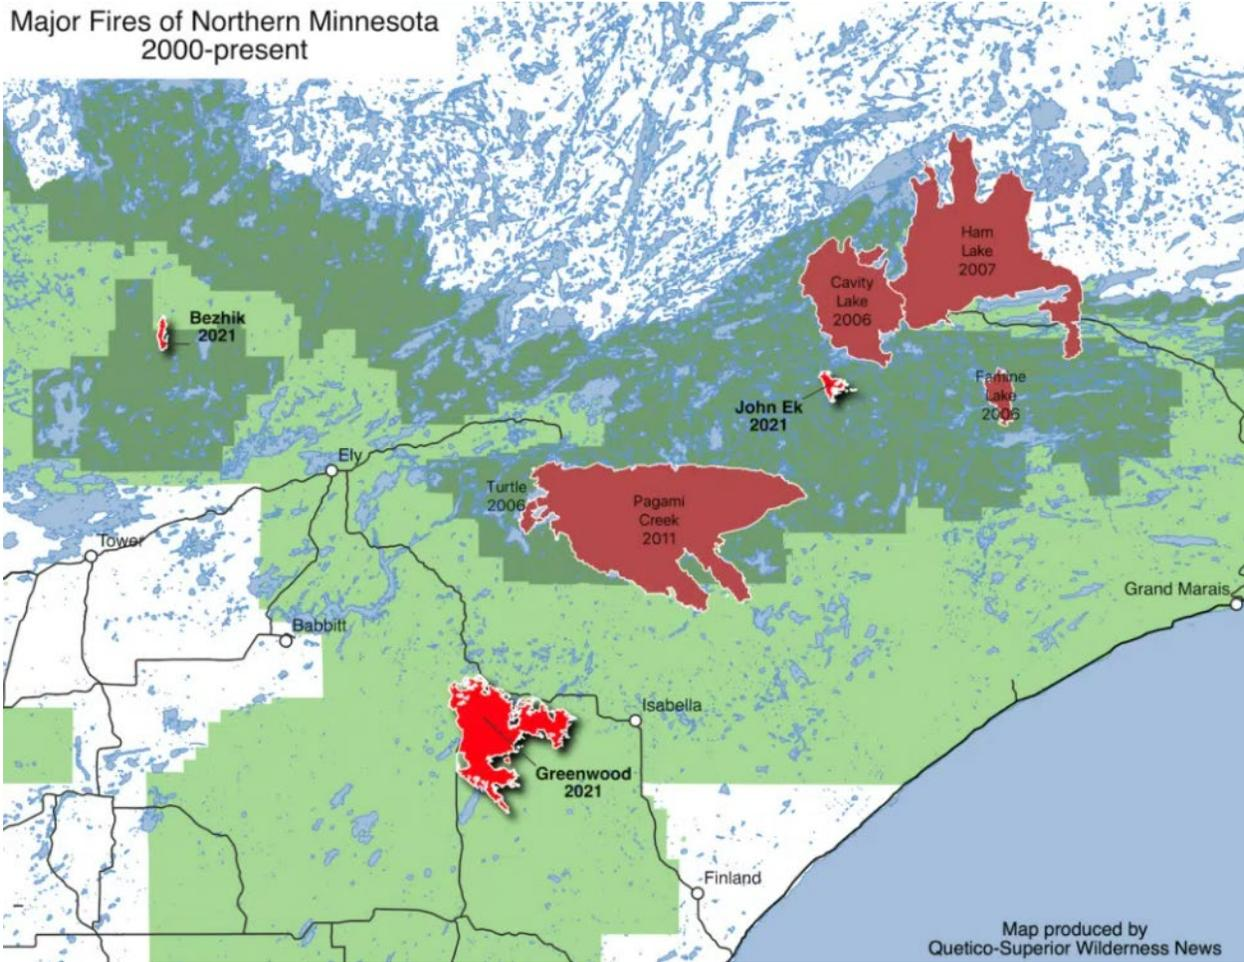 Major Fires of Northern Minnesota
2000-present
Ham
Lake
2007
Cavity
Lake
2006
Bezhik
2021
Famine
Lake
2006
John Ek
2021
Ely
Turtle
2006
Pagami
Creek
2011
Tower
Grand Marais
Babbitt
Isabella
Greenwood
2021
Finland
Map produced by
Quetico-Superior Wilderness News